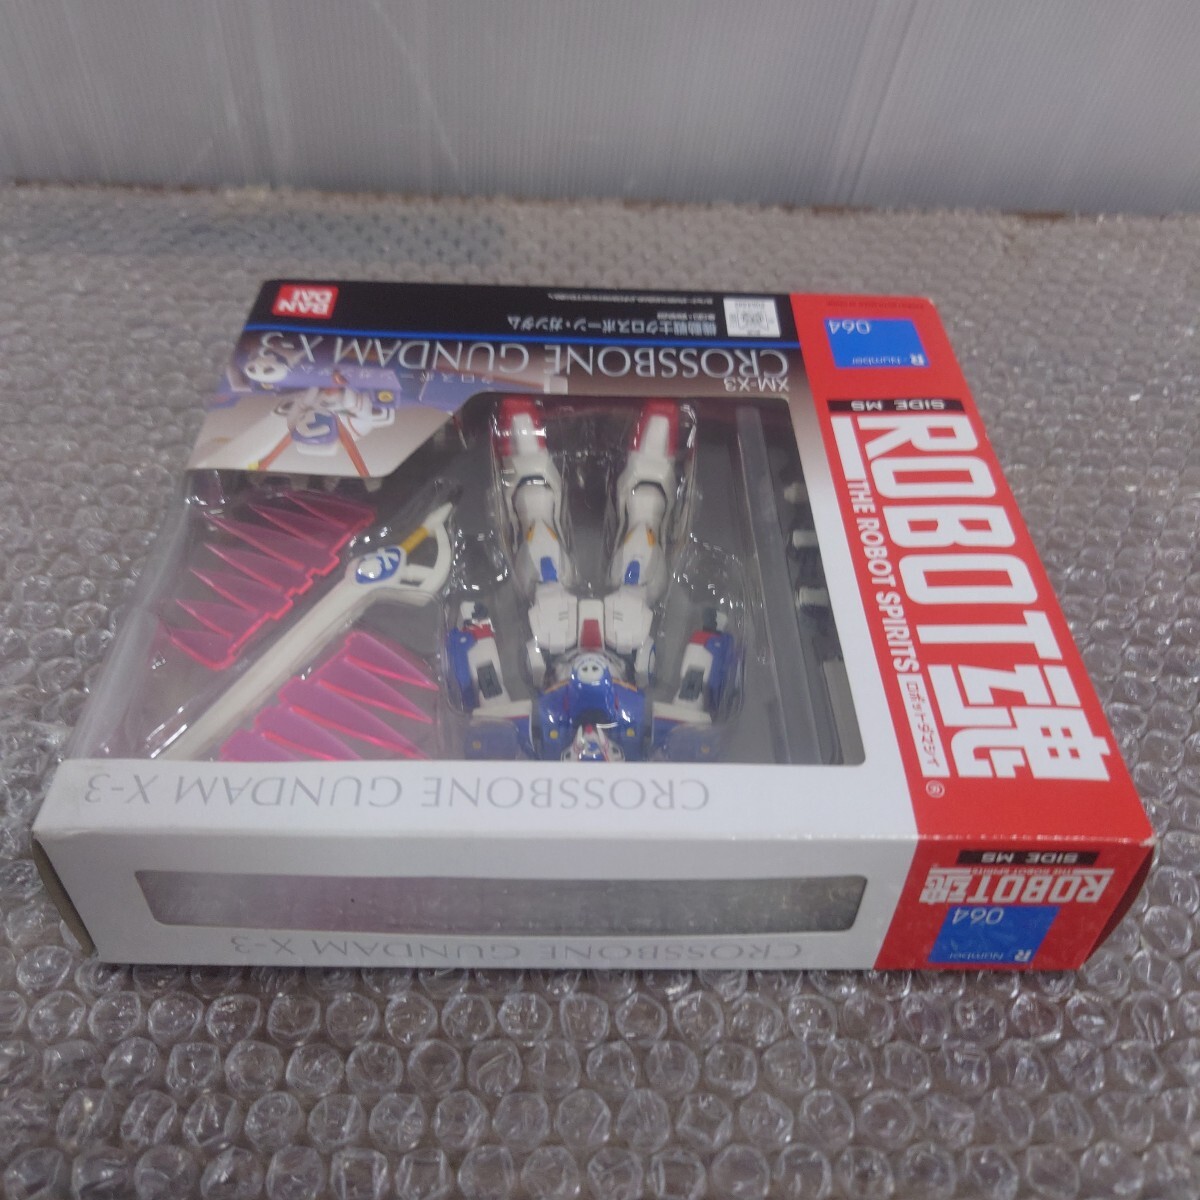 BAN
DAI
機動戦士クロスボーン・ガンダム
XM-X3
CROSSBONE GUNDAM X-3
R-Number
064
SIDE MS
ROBOT魂
THE ROBOT SPIRITS
ロボットダマシイ
®
CROSSBONE GUNDAM X-3
SIDE MS
ROBOT魂
THE ROBOT SPIRITS
R-Number
064
CROSSBONE GUNDAM X-3